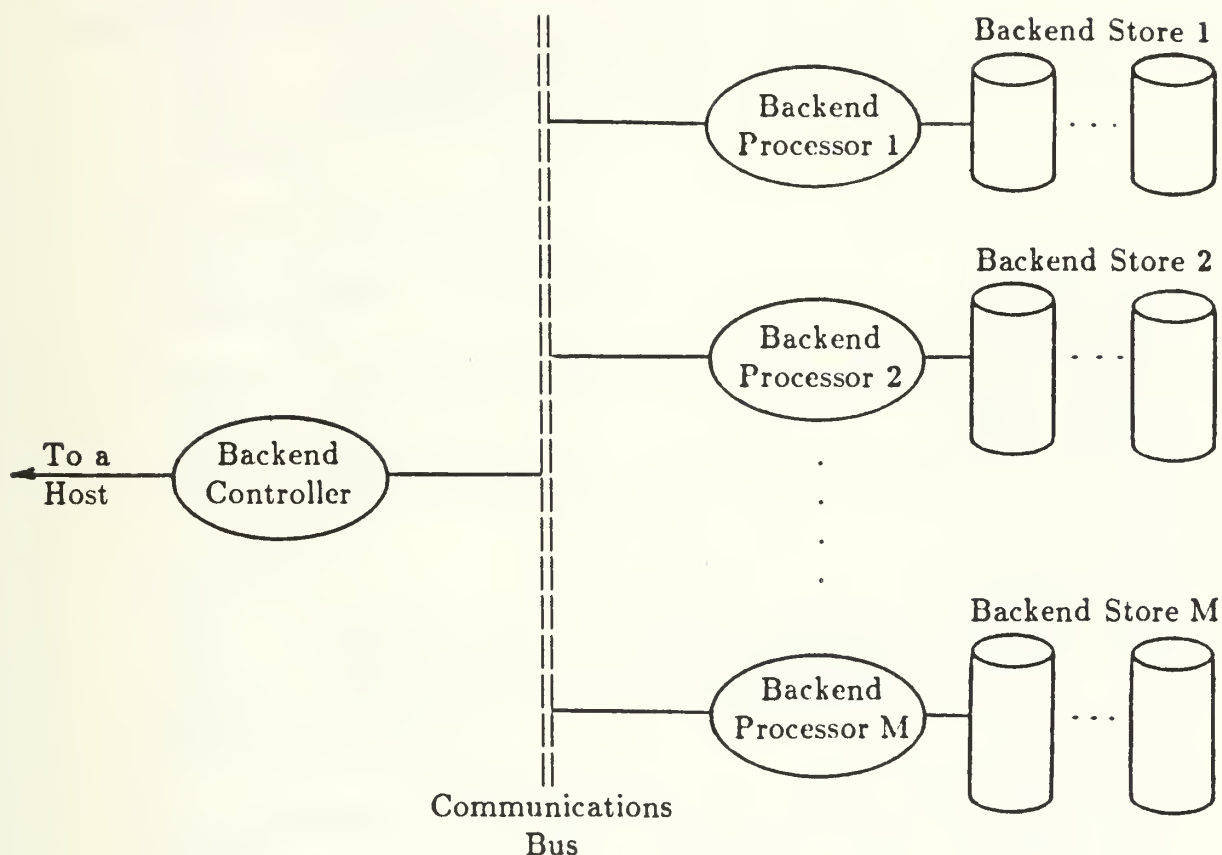 Backend Store 1
Backend
Processor 1
. . .
Backend Store 2
Backend
Processor 2
. . .
To a
Host
Backend
Controller
Backend Store M
Backend
Processor M
. . .
Communications
Bus